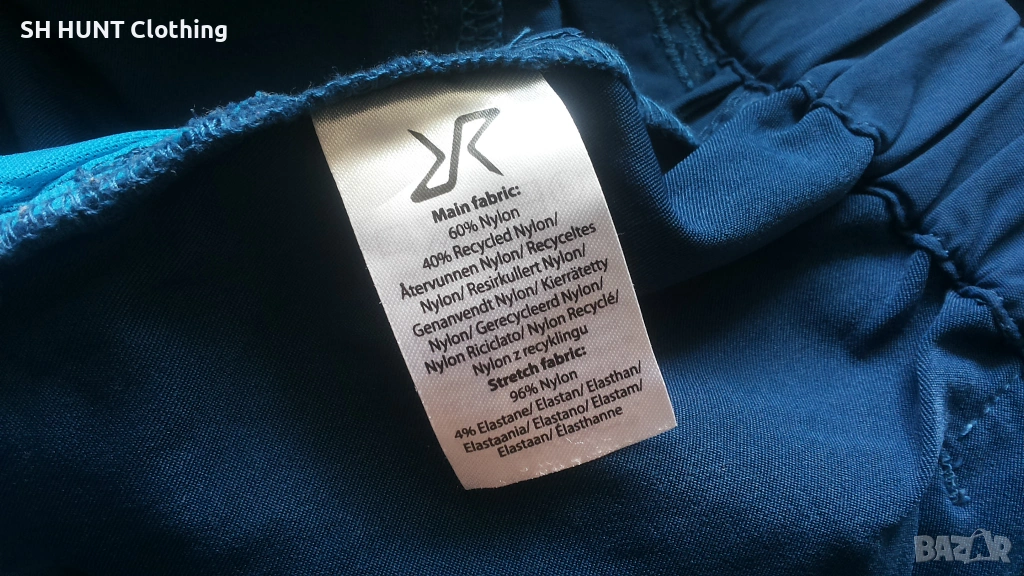 SH HUNT Clothing
Main fabric:
60% Nylon
40% Recycled Nylon/
Återvunnen Nylon/ Recyceltes
Nylon/ Resirkullert Nylon/
Genanvendt Nylon/ Kierrätetty
Nylon/ Gerecycleerd Nylon/
Nylon Riciclato/ Nylon Recyclé/
Nylon z recyklingu
Stretch fabric:
96% Nylon
4% Elastane/ Elastan/ Elasthan/
Elastaania/ Elastano/ Elastam/
Elastaan/ Élasthanne
BAZAR